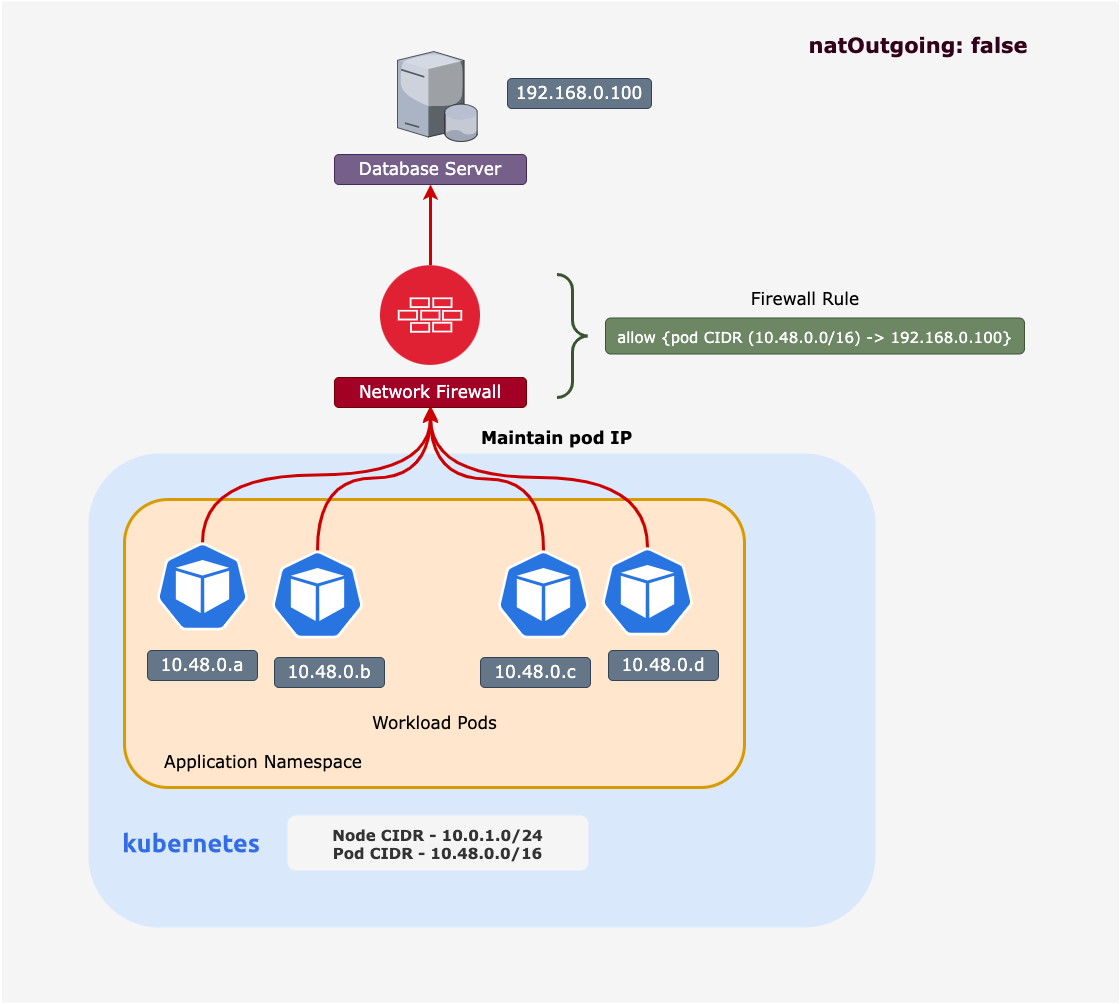 natOutgoing: false
192.168.0.100
Database Server
Firewall Rule
allow {pod CIDR (10.48.0.0/16) -> 192.168.0.100}
Network Firewall
Maintain pod IP
10.48.0.a
10.48.0.b
10.48.0.c
10.48.0.d
Workload Pods
Application Namespace
kubernetes
Node CIDR - 10.0.1.0/24
Pod CIDR - 10.48.0.0/16